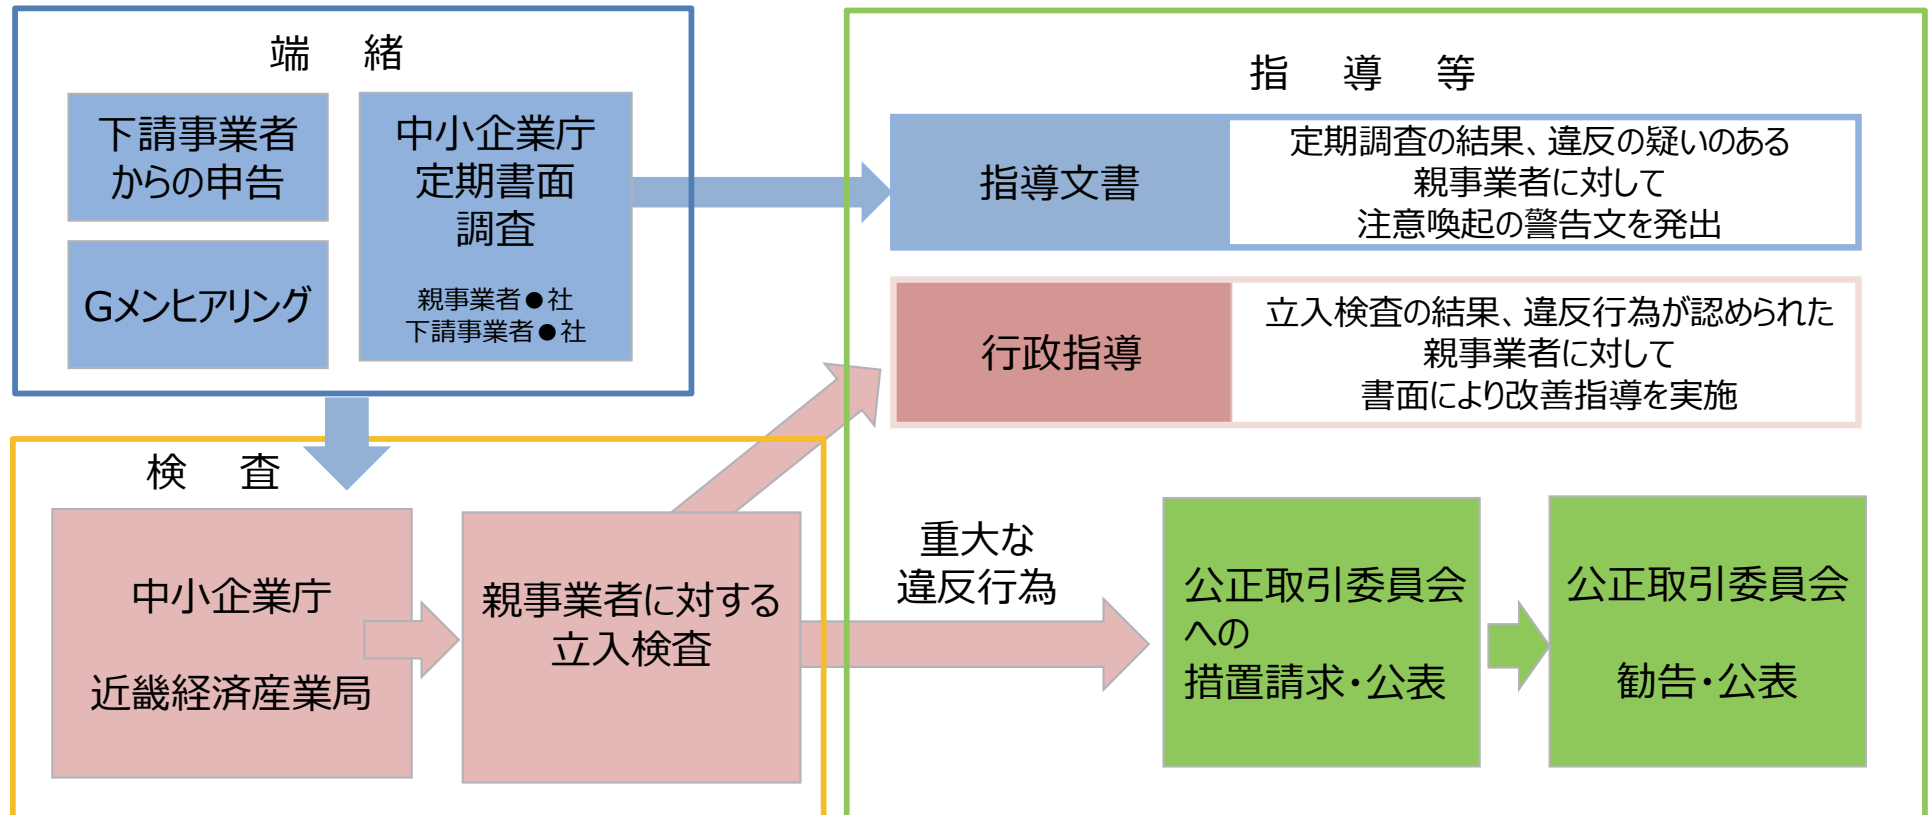 端 緒
下請事業者
からの申告
Gメンヒアリング
中小企業庁
定期書面
調査
親事業者●社
下請事業者●社
検 査
中小企業庁
近畿経済産業局
親事業者に対する
立入検査
指 導 等
指導文書
定期調査の結果、違反の疑いのある
親事業者に対して
注意喚起の警告文を発出
行政指導
立入検査の結果、違反行為が認められた
親事業者に対して
書面により改善指導を実施
重大な
違反行為
公正取引委員会
への
措置請求・公表
公正取引委員会
勧告・公表